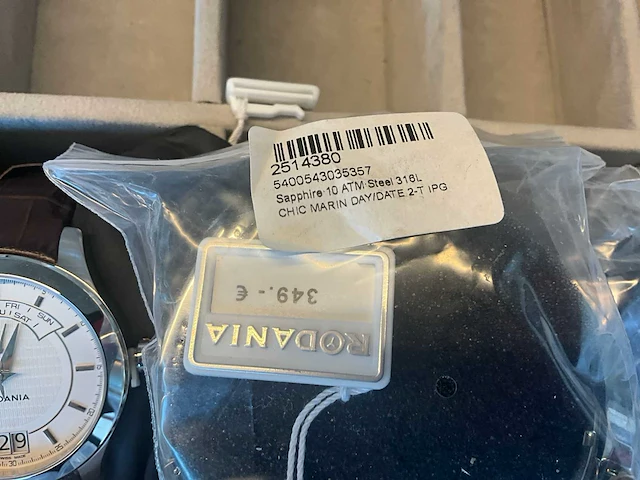 2514380
5400543035357
Sapphire 10 ATM Steel 316L
CHIC MARIN DAY/DATE 2-T IPG
349.- €
RODANIA
FRI
SUN
SAT
DANIA
29